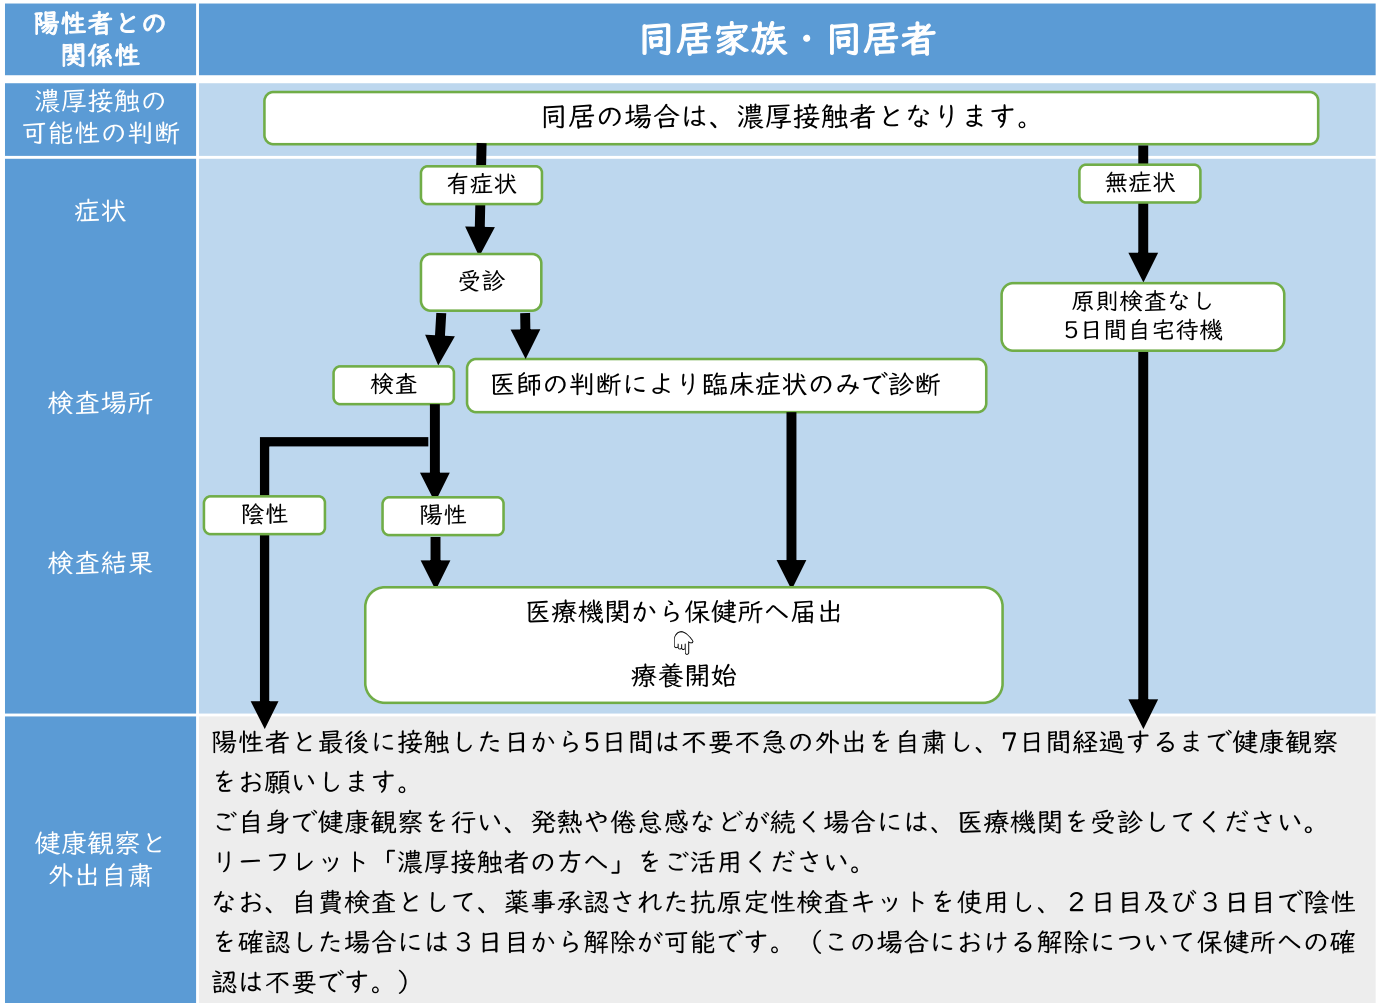 陽性者との
関係性
同居家族・同居者
濃厚接触の
可能性の判断
同居の場合は、濃厚接触者となります。
症状
有症状
無症状
受診
原則検査なし
5日間自宅待機
検査場所
検査
医師の判断により臨床症状のみで診断
陰性
陽性
検査結果
医療機関から保健所へ届出
☟
療養開始
健康観察と
外出自粛
陽性者と最後に接触した日から5日間は不要不急の外出を自粛し、7日間経過するまで健康観察
をお願いします。
ご自身で健康観察を行い、発熱や倦怠感などが続く場合には、医療機関を受診してください。
リーフレット「濃厚接触者の方へ」をご活用ください。
なお、自費検査として、薬事承認された抗原定性検査キットを使用し、２日目及び３日目で陰性
を確認した場合には３日目から解除が可能です。（この場合における解除について保健所への確
認は不要です。）